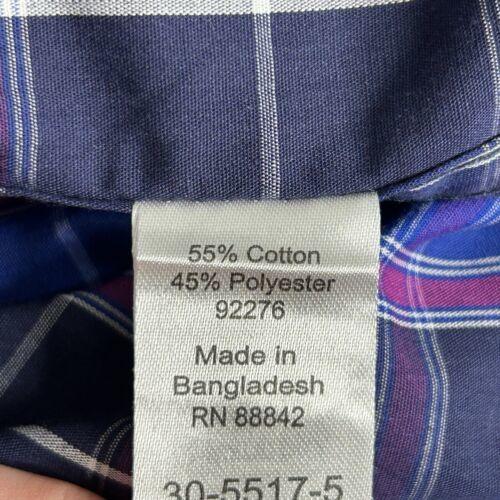 55% Cotton
45% Polyester
92276
Made in
Bangladesh
RN 88842
30-5517-5